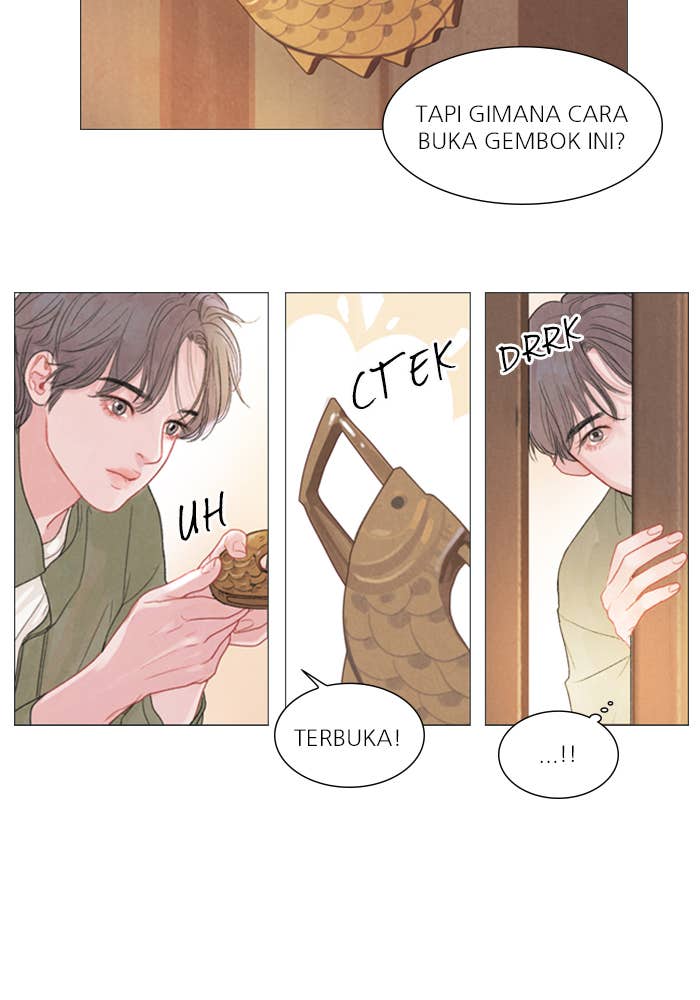 TAPI GIMANA CARA
BUKA GEMBOK INI?
UH
CTEK
TERBUKA!
DRRK
...!!